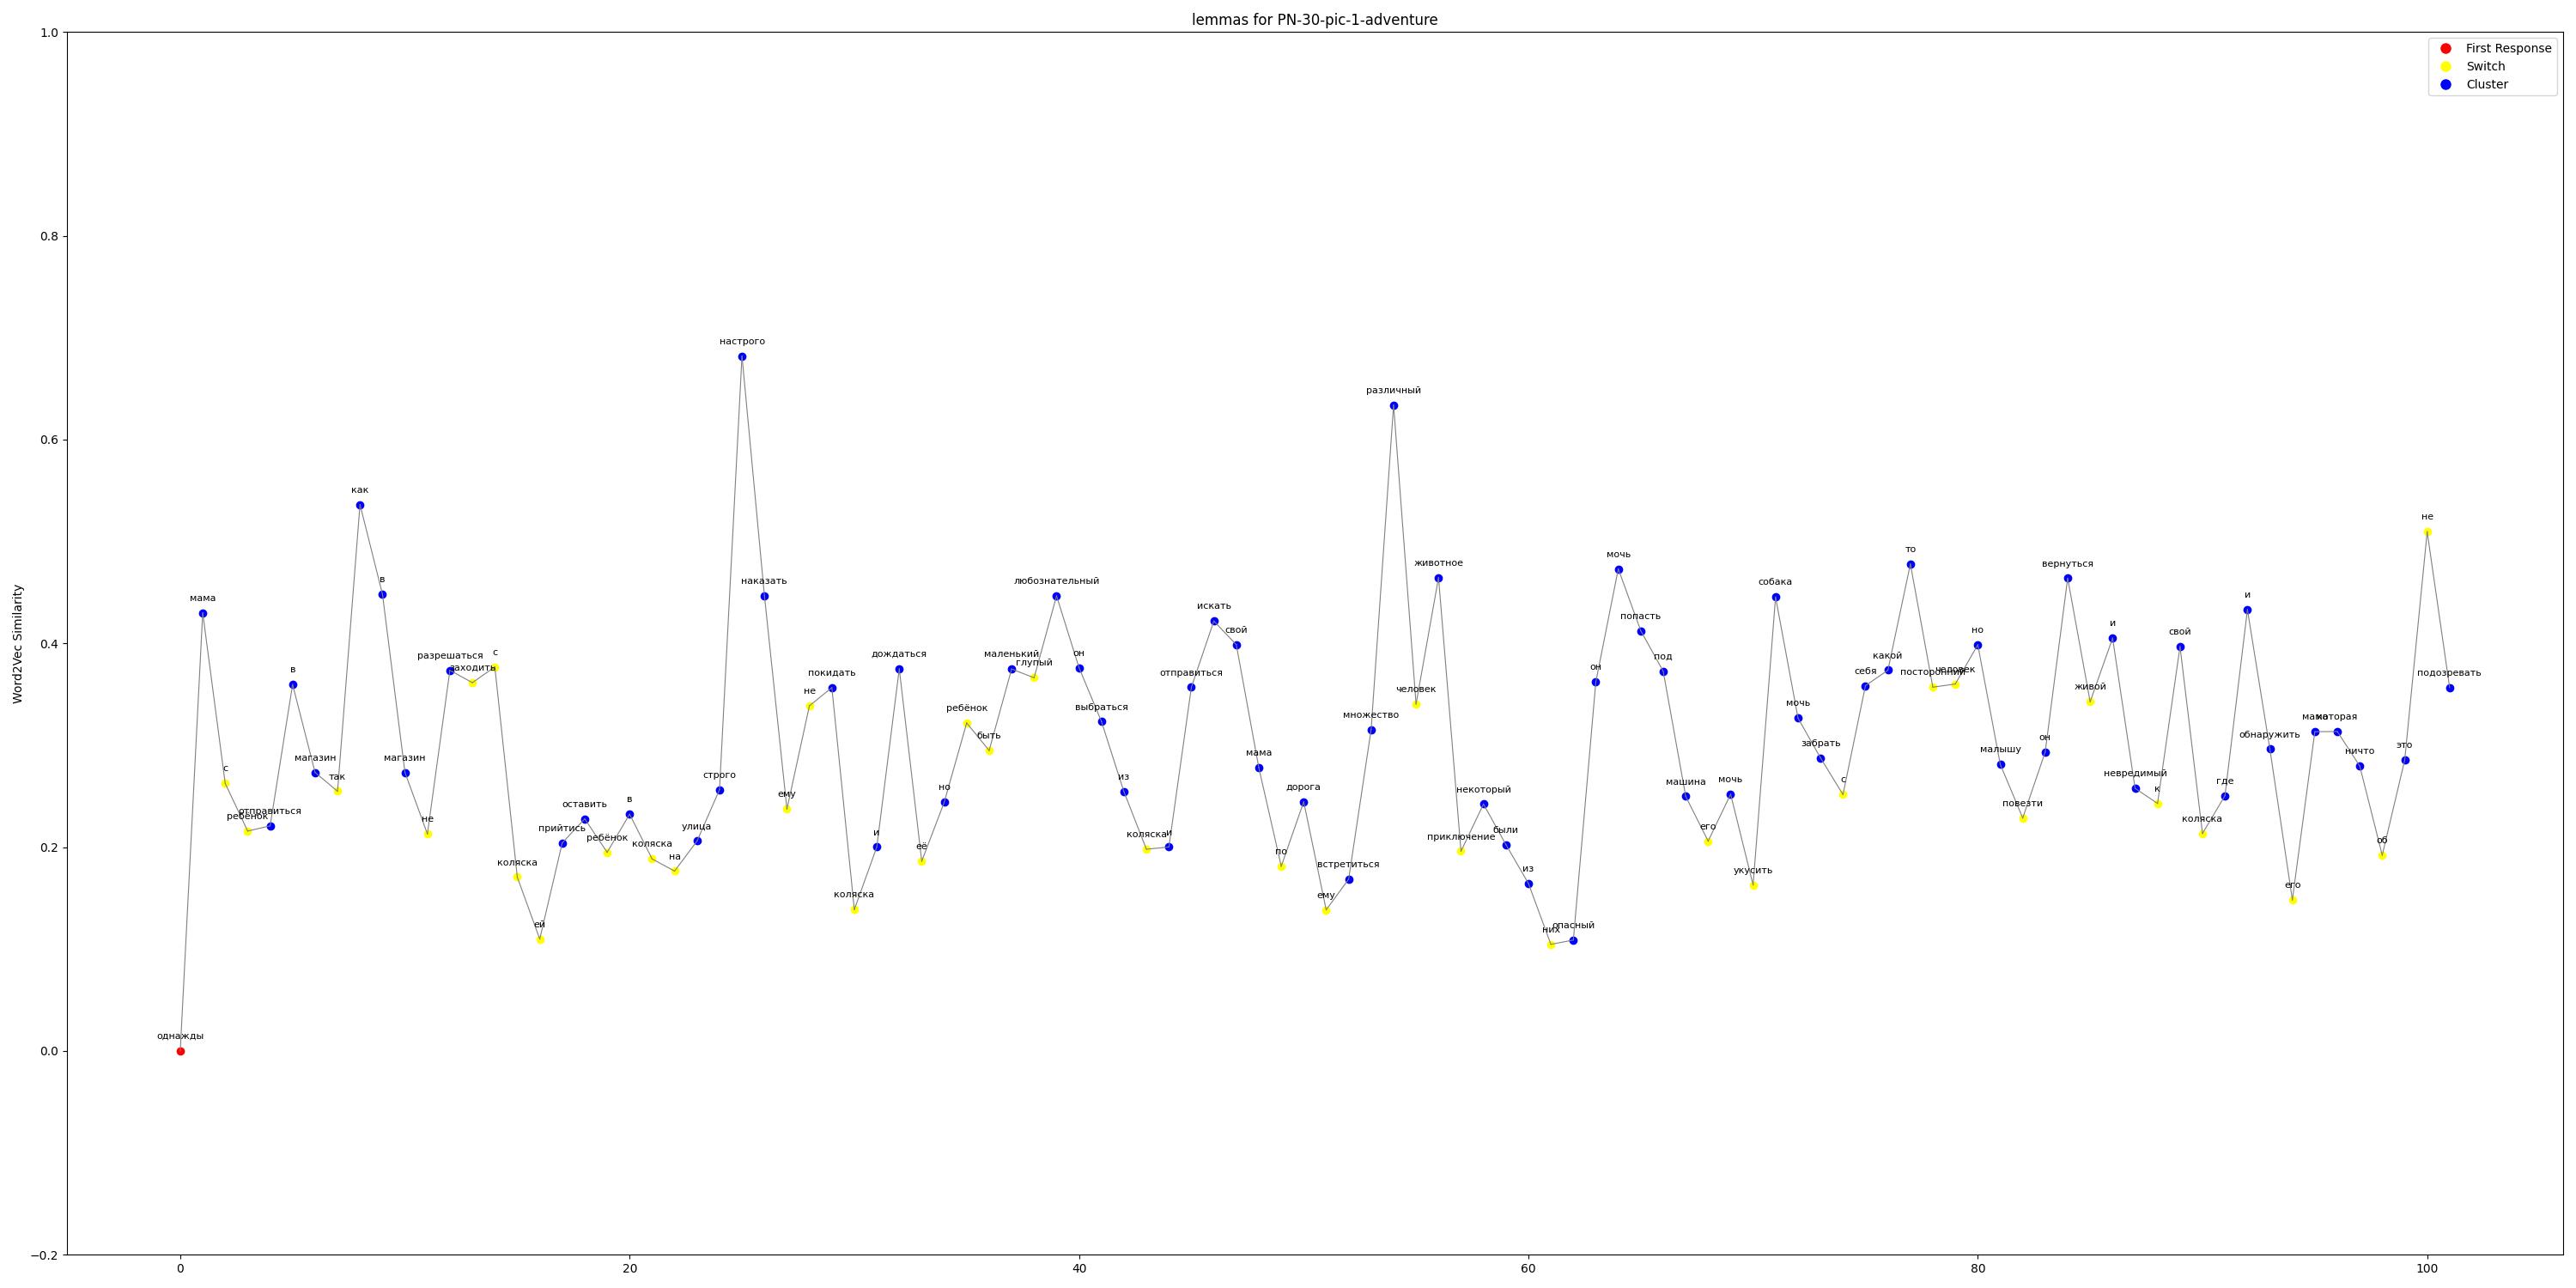 lemmas for PN-30-pic-1-adventure
First Response
Switch
Cluster
Word2Vec Similarity
1.0
0.8
0.6
0.4
0.2
0.0
−0.2
0
20
40
60
80
100
однажды
мама
с
ребёнок
отправиться
в
магазин
так
как
в
магазин
не
разрешаться
заходить
с
коляска
ей
прийтись
оставить
ребёнок
в
коляска
на
улица
строго
настрого
наказать
ему
не
покидать
коляска
и
дождаться
её
но
ребёнок
быть
маленький
глупый
любознательный
он
выбраться
из
коляска
и
отправиться
искать
свой
мама
по
дорога
ему
встретиться
множество
различный
человек
животное
приключение
некоторый
были
из
них
опасный
он
мочь
попасть
под
машина
его
мочь
укусить
собака
мочь
забрать
с
себя
какой
то
посторонний
человек
но
малышу
повезти
он
вернуться
живой
и
невредимый
к
свой
коляска
где
и
обнаружить
его
мама
которая
ничто
об
это
не
подозревать